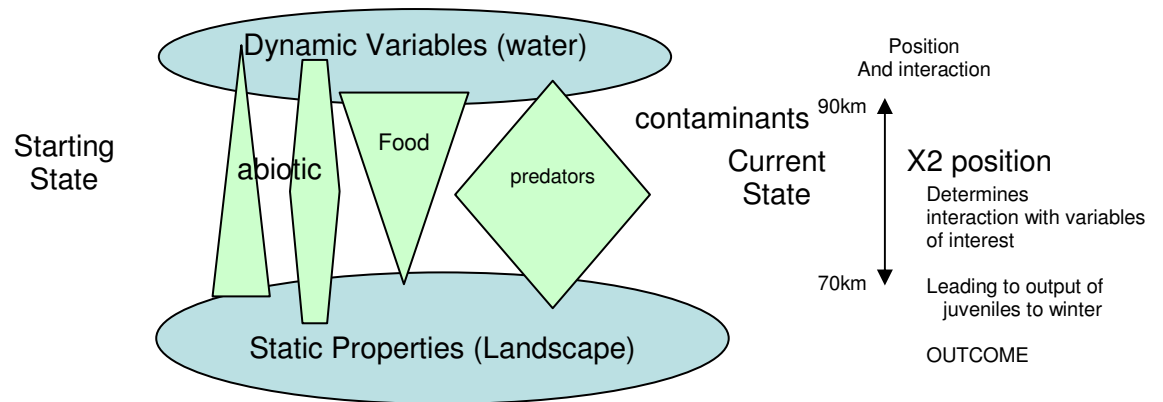 Dynamic Variables (water)
Starting
State
abiotic
Food
predators
contaminants
Current
State
Position
And interaction
90km
70km
X2 position
Determines
interaction with variables
of interest
Leading to output of
juveniles to winter
OUTCOME
Static Properties (Landscape)